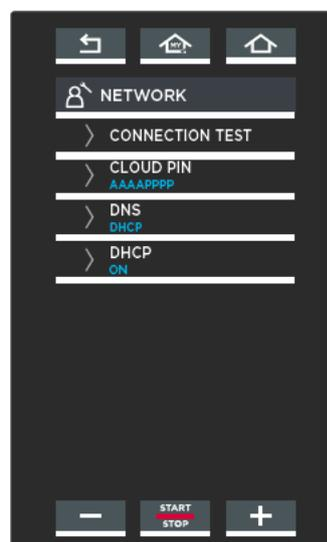 MY
NETWORK
CONNECTION TEST
CLOUD PIN
AAAAPPPP
DNS
DHCP
DHCP
ON
START
STOP